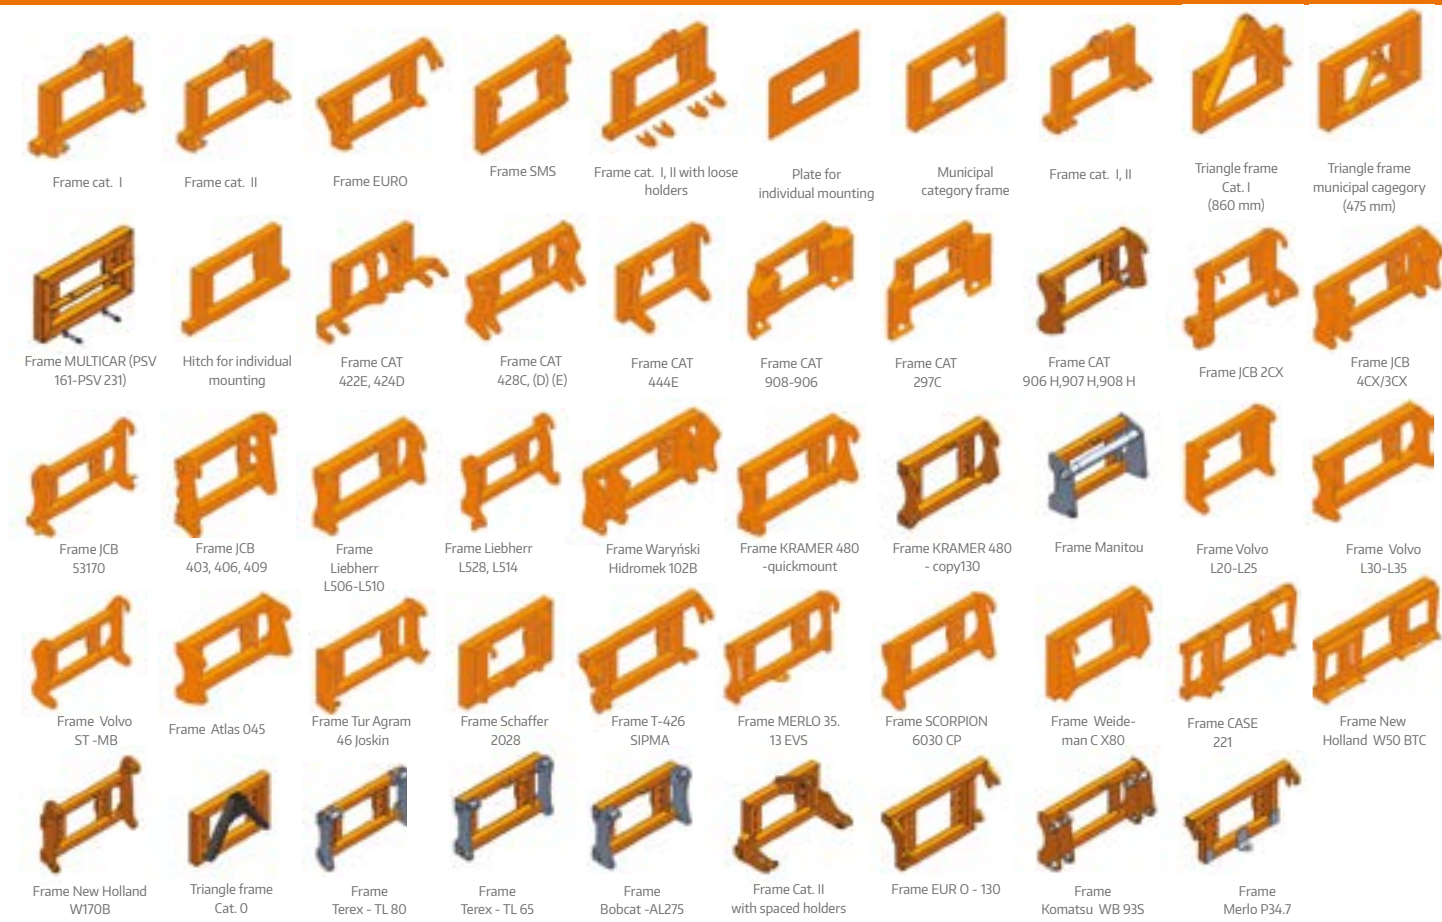 Frame cat. I
Frame cat. II
Frame EURO
Frame SMS
Frame cat. I, II with loose
holders
Plate for
individual mounting
Municipal
category frame
Frame cat. I, II
Triangle frame
Cat. I
(860 mm)
Triangle frame
municipal cagegory
(475 mm)
Frame MULTICAR (PSV
161-PSV 231)
Hitch for individual
mounting
Frame CAT
422E, 424D
Frame CAT
428C, (D) (E)
Frame CAT
444E
Frame CAT
908-906
Frame CAT
297C
Frame CAT
906 H,907 H,908 H
Frame JCB 2CX
Frame JCB
4CX/3CX
Frame JCB
53170
Frame JCB
403, 406, 409
Frame
Liebherr
L506-L510
Frame Liebherr
L528, L514
Frame Waryński
Hidromek 102B
Frame KRAMER 480
-quickmount
Frame KRAMER 480
- copy130
Frame Manitou
Frame Volvo
L20-L25
Frame Volvo
L30-L35
Frame Volvo
ST -MB
Frame Atlas 045
Frame Tur Agram
46 Joskin
Frame Schaffer
2028
Frame T-426
SIPMA
Frame MERLO 35.
13 EVS
Frame SCORPION
6030 CP
Frame Weide-
man C X80
Frame CASE
221
Frame New
Holland W50 BTC
Frame New Holland
W170B
Triangle frame
Cat. 0
Frame
Terex - TL 80
Frame
Terex - TL 65
Frame
Bobcat -AL275
Frame Cat. II
with spaced holders
Frame EUR O - 130
Frame
Komatsu WB 93S
Frame
Merlo P34.7